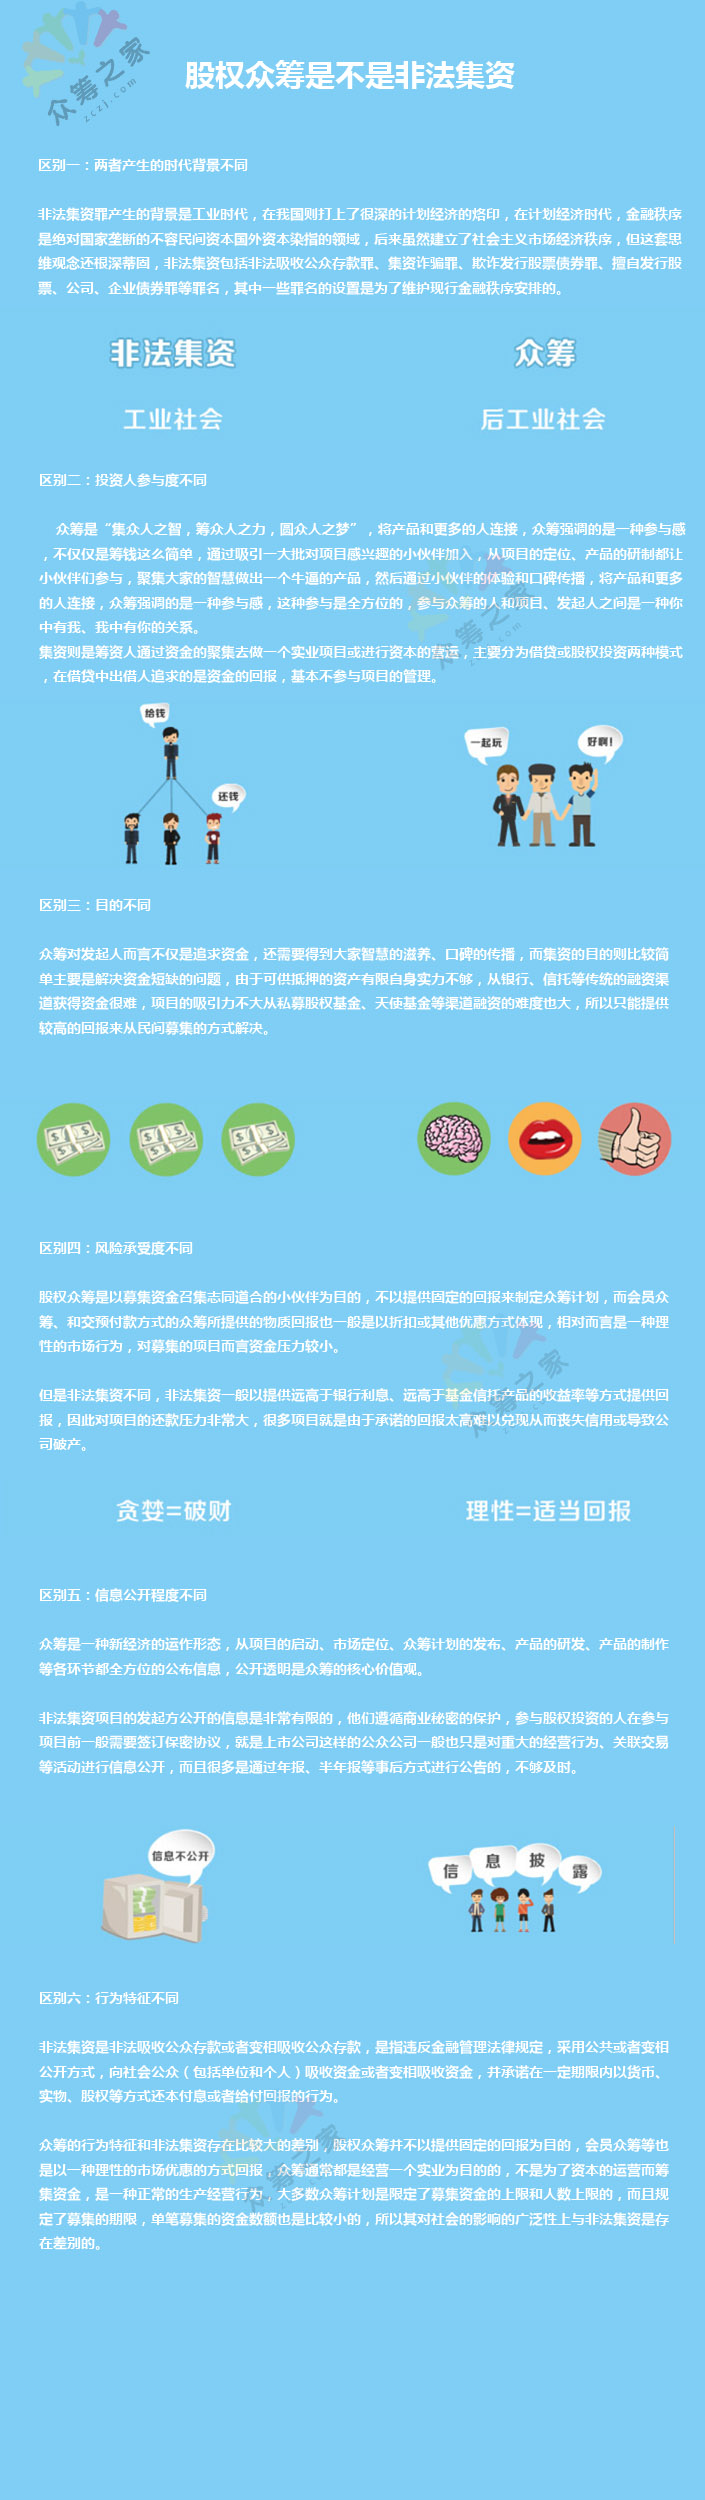 众筹之家
zczj.com
股权众筹是不是非法集资
区别一：两者产生的时代背景不同
非法集资罪产生的背景是工业时代，在我国则打上了很深的计划经济的烙印，在计划经济时代，金融秩序
是绝对国家垄断的不容民间资本国外资本染指的领域，后来虽然建立了社会主义市场经济秩序，但这套思
维观念还根深蒂固，非法集资包括非法吸收公众存款罪、集资诈骗罪、欺诈发行股票债券罪、擅自发行股
票、公司、企业债券罪等罪名，其中一些罪名的设置是为了维护现行金融秩序安排的。
非法集资 众筹
工业社会 后工业社会
区别二：投资人参与度不同
众筹是“集众人之智，筹众人之力，圆众人之梦”，将产品和更多的人连接，众筹强调的是一种参与感
，不仅仅是筹钱这么简单，通过吸引一大批对项目感兴趣的小伙伴加入，从项目的定位、产品的研制都让
小伙伴们参与，聚集大家的智慧做出一个牛逼的产品，然后通过小伙伴的体验和口碑传播，将产品和更多
的人连接，众筹强调的是一种参与感，这种参与是全方位的，参与众筹的人和项目、发起人之间是一种你
中有我、我中有你的关系。
集资则是筹资人通过资金的聚集去做一个实业项目或进行资本的营运，主要分为借贷或股权投资两种模式
，在借贷中出借人追求的是资金的回报，基本不参与项目的管理。
众筹之家
给钱
还钱
一起玩
好啊！
区别三：目的不同
众筹对发起人而言不仅是追求资金，还需要得到大家智慧的滋养、口碑的传播，而集资的目的则比较简
单主要是解决资金短缺的问题，由于可供抵押的资产有限自身实力不够，从银行、信托等传统的融资渠
道获得资金很难，项目的吸引力不大从私募股权基金、天使基金等渠道融资的难度也大，所以只能提供
较高的回报来从民间募集的方式解决。
区别四：风险承受度不同
股权众筹是以募集资金召集志同道合的小伙伴为目的，不以提供固定的回报来制定众筹计划，而会员众
筹、和交预付款方式的众筹所提供的物质回报也一般是以折扣或其他优惠方式体现，相对而言是一种理
性的市场行为，对募集的项目而言资金压力较小。
但是非法集资不同，非法集资一般以提供远高于银行利息、远高于基金信托产品的收益率等方式提供回
报，因此对项目的还款压力非常大，很多项目就是由于承诺的回报太高难以兑现从而丧失信用或导致公
司破产。
众筹之家
贪婪=破财 理性=适当回报
区别五：信息公开程度不同
众筹是一种新经济的运作形态，从项目的启动、市场定位、众筹计划的发布、产品的研发、产品的制作
等各环节都全方位的公布信息，公开透明是众筹的核心价值观。
非法集资项目的发起方公开的信息是非常有限的，他们遵循商业秘密的保护，参与股权投资的人在参与
项目前一般需要签订保密协议，就是上市公司这样的公众公司一般也只是对重大的经营行为、关联交易
等活动进行信息公开，而且很多是通过年报、半年报等事后方式进行公告的，不够及时。
信息不公开
信 息 披 露
区别六：行为特征不同
非法集资是非法吸收公众存款或者变相吸收公众存款，是指违反金融管理法律规定，采用公共或者变相
公开方式，向社会公众（包括单位和个人）吸收资金或者变相吸收资金，并承诺在一定期限内以货币、
实物、股权等方式还本付息或者给付回报的行为。
众筹的行为特征和非法集资存在比较大的差别，股权众筹并不以提供固定的回报为目的，会员众筹等也
是以一种理性的市场优惠的方式回报，众筹通常都是经营一个实业为目的的，不是为了资本的运营而筹
集资金，是一种正常的生产经营行为，大多数众筹计划是限定了募集资金的上限和人数上限的，而且规
定了募集的期限，单笔募集的资金数额也是比较小的，所以其对社会的影响的广泛性上与非法集资是存
在差别的。
众筹之家